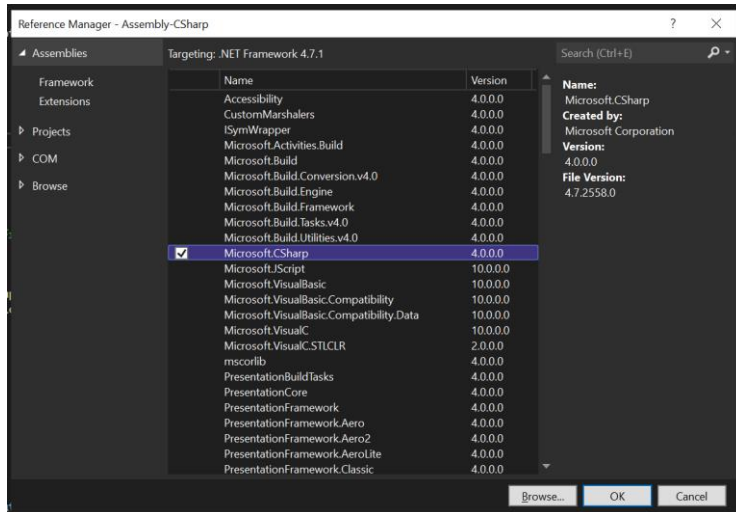 Reference Manager - Assembly-CSharp
? 
Assemblies
Framework
Extensions
Projects
COM
Browse
Targeting: .NET Framework 4.7.1
Name Version
Accessibility 4.0.0.0
CustomMarshalers 4.0.0.0
ISymWrapper 4.0.0.0
Microsoft.Activities.Build 4.0.0.0
Microsoft.Build 4.0.0.0
Microsoft.Build.Conversion.v4.0 4.0.0.0
Microsoft.Build.Engine 4.0.0.0
Microsoft.Build.Framework 4.0.0.0
Microsoft.Build.Tasks.v4.0 4.0.0.0
Microsoft.Build.Utilities.v4.0 4.0.0.0
Microsoft.CSharp 4.0.0.0
Microsoft.JScript 10.0.0.0
Microsoft.VisualBasic 10.0.0.0
Microsoft.VisualBasic.Compatibility 10.0.0.0
Microsoft.VisualBasic.Compatibility.Data 10.0.0.0
Microsoft.VisualC 10.0.0.0
Microsoft.VisualC.STLCLR 2.0.0.0
mscorlib 4.0.0.0
PresentationBuildTasks 4.0.0.0
PresentationCore 4.0.0.0
PresentationFramework 4.0.0.0
PresentationFramework.Aero 4.0.0.0
PresentationFramework.Aero2 4.0.0.0
PresentationFramework.AeroLite 4.0.0.0
PresentationFramework.Classic 4.0.0.0
Search (Ctrl+E)
Name:
Microsoft.CSharp
Created by:
Microsoft Corporation
Version:
4.0.0.0
File Version:
4.7.2558.0
Browse... OK Cancel